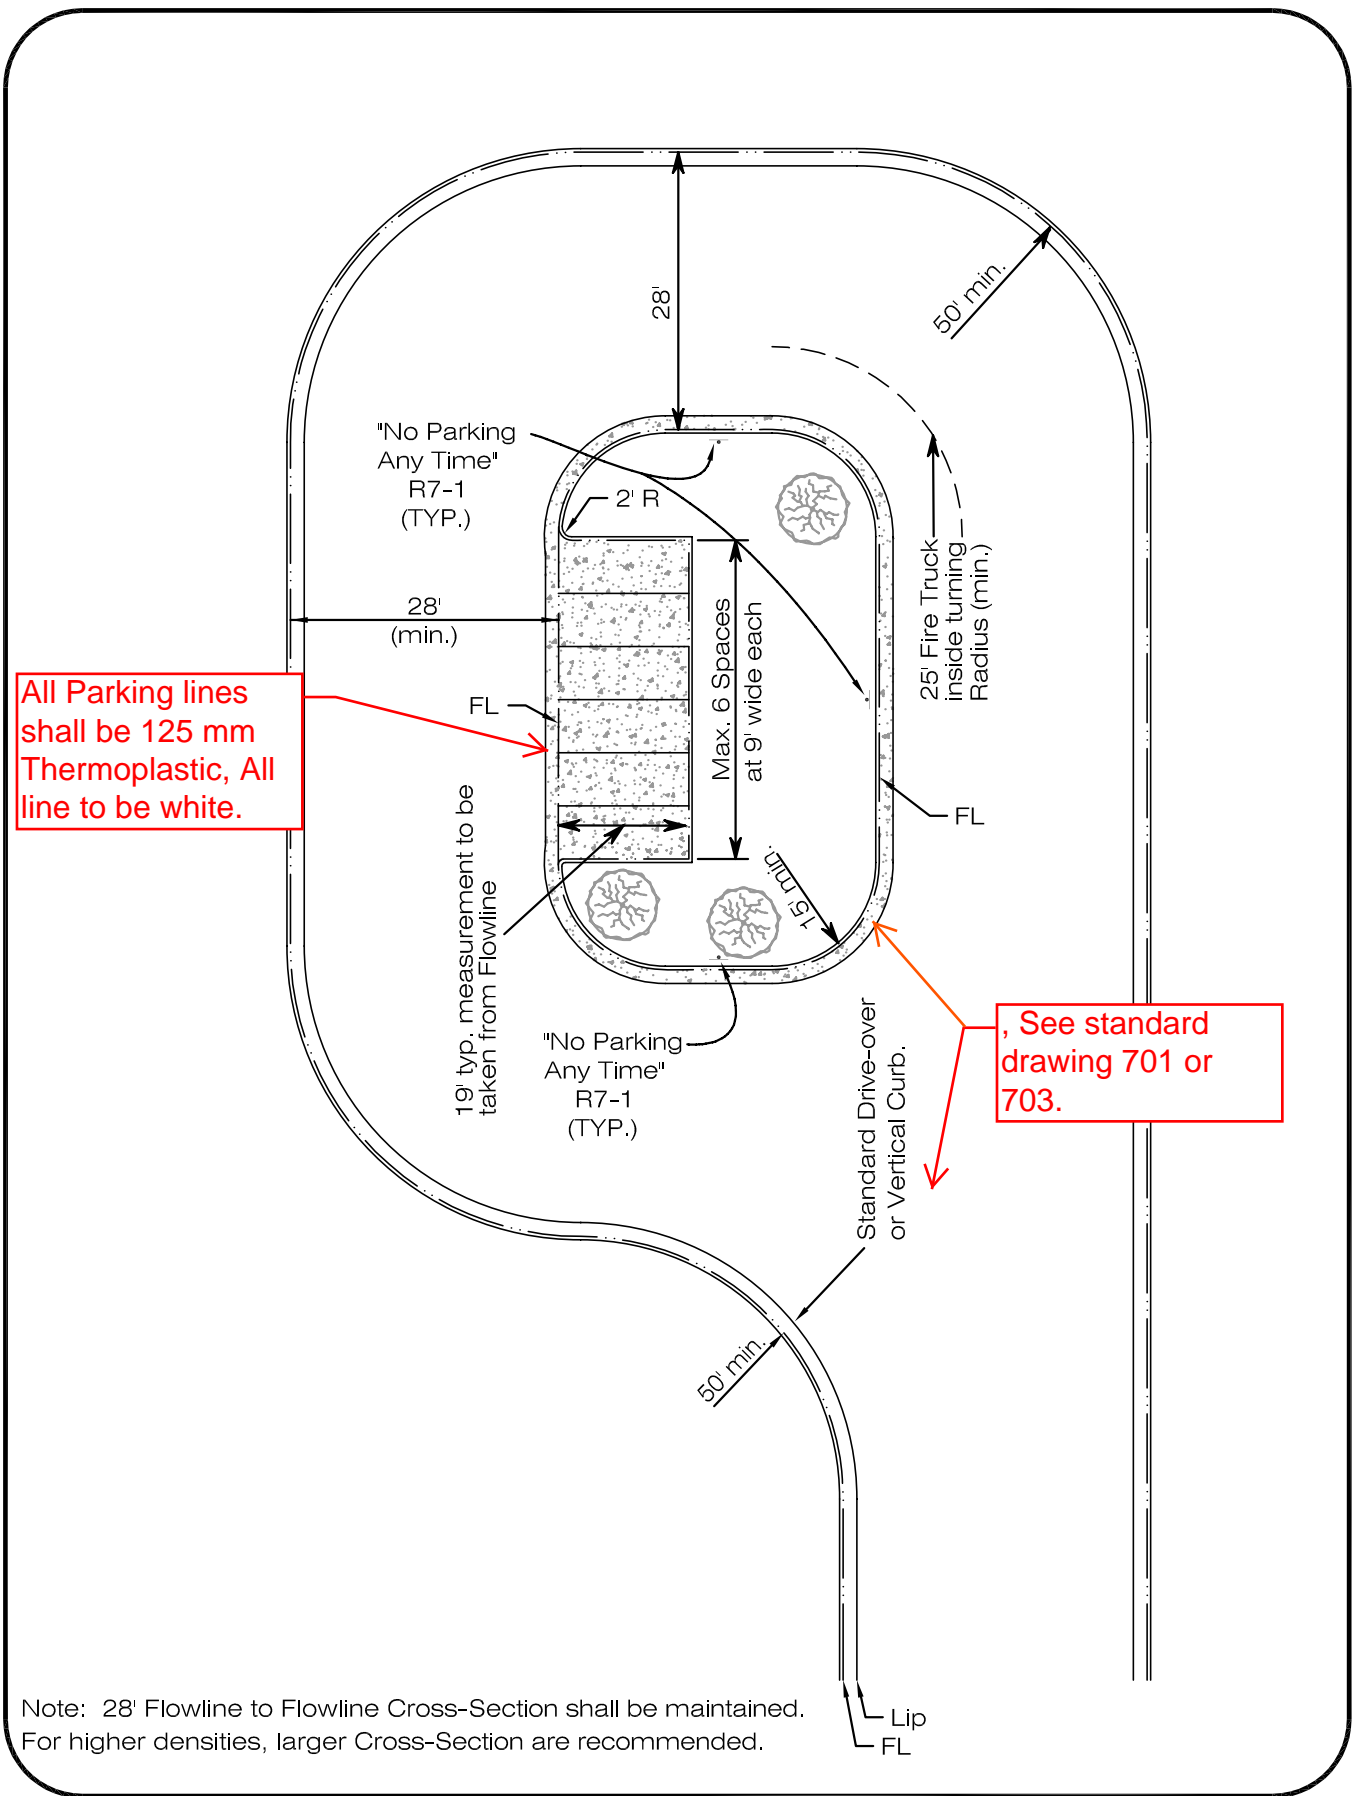 28'
50' min.
"No Parking
Any Time"
R7-1
(TYP.)
2' R
28'
(min.)
Max. 6 Spaces
at 9' wide each
25' Fire Truck
inside turning
Radius (min.)
All Parking lines
shall be 125 mm
Thermoplastic, All
line to be white.
FL
FL
15' min.
19' typ. measurement to be
taken from Flowline
"No Parking
Any Time"
R7-1
(TYP.)
Standard Drive-over
or Vertical Curb.
, See standard
drawing 701 or
703.
50' min.
Note: 28' Flowline to Flowline Cross-Section shall be maintained.
For higher densities, larger Cross-Section are recommended.
Lip
FL